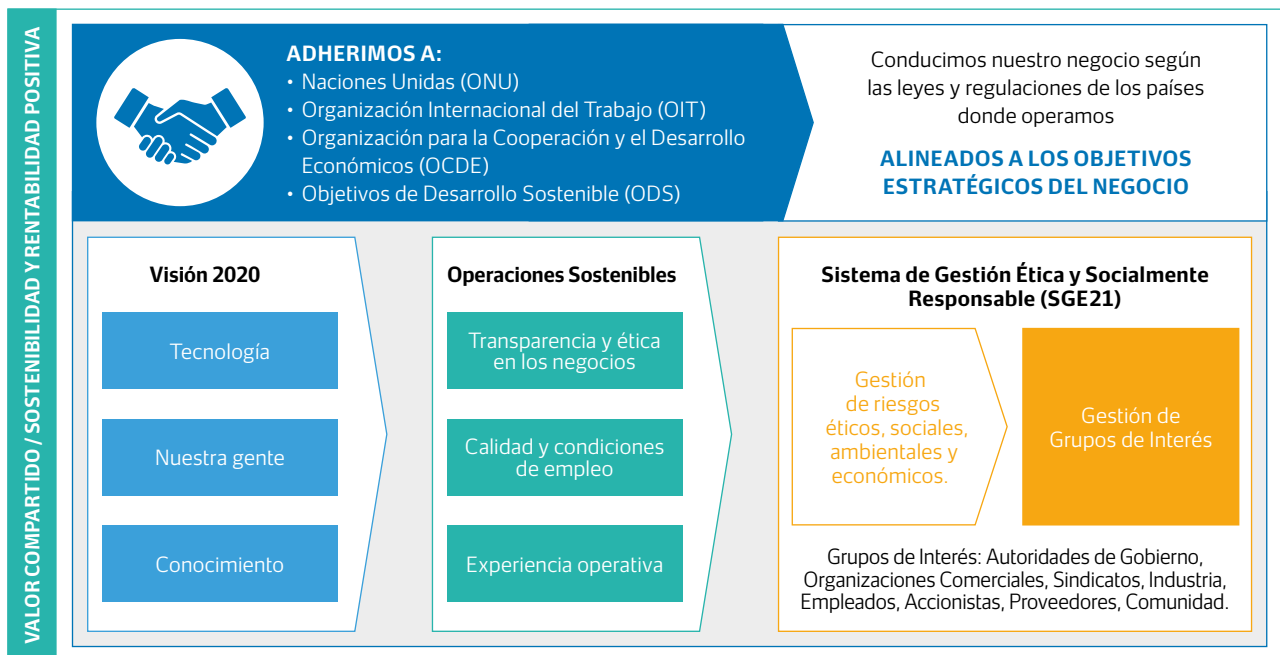 VALOR COMPARTIDO / SOSTENIBILIDAD Y RENTABILIDAD POSITIVA
ADHERIMOS A:
• Naciones Unidas (ONU)
• Organización Internacional del Trabajo (OIT)
• Organización para la Cooperación y el Desarrollo
Económicos (OCDE)
• Objetivos de Desarrollo Sostenible (ODS)
Conducimos nuestro negocio según
las leyes y regulaciones de los países
donde operamos
ALINEADOS A LOS OBJETIVOS
ESTRATÉGICOS DEL NEGOCIO
Visión 2020
Tecnología
Nuestra gente
Conocimiento
Operaciones Sostenibles
Transparencia y ética
en los negocios
Calidad y condiciones
de empleo
Experiencia operativa
Sistema de Gestión Ética y Socialmente
Responsable (SGE21)
Gestión
de riesgos
éticos, sociales,
ambientales y
económicos.
Gestión de
Grupos de Interés
Grupos de Interés: Autoridades de Gobierno,
Organizaciones Comerciales, Sindicatos, Industria,
Empleados, Accionistas, Proveedores, Comunidad.